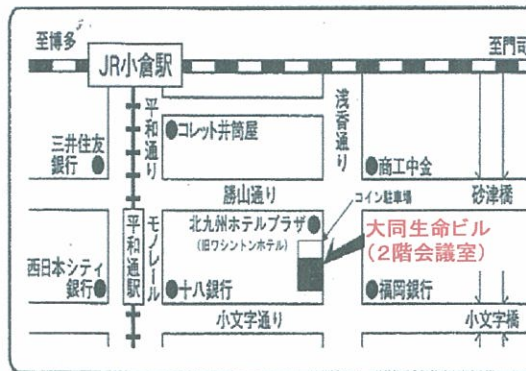 至博多
至門司
JR小倉駅
平和通り
浅香通り
三井住友
銀行
コレット井筒屋
商工中金
勝山通り
コイン駐車場
砂津橋
平和通駅
モノレール
北九州ホテルプラザ
(旧ワシントンホテル)
大同生命ビル
(2階会議室)
西日本シティ
銀行
十八銀行
福岡銀行
小文字通り
小文字橋